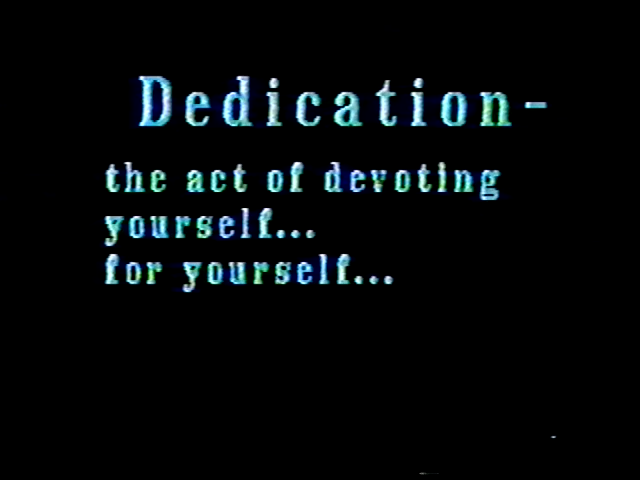 Dedication-
the act of devoting
yourself...
for yourself...